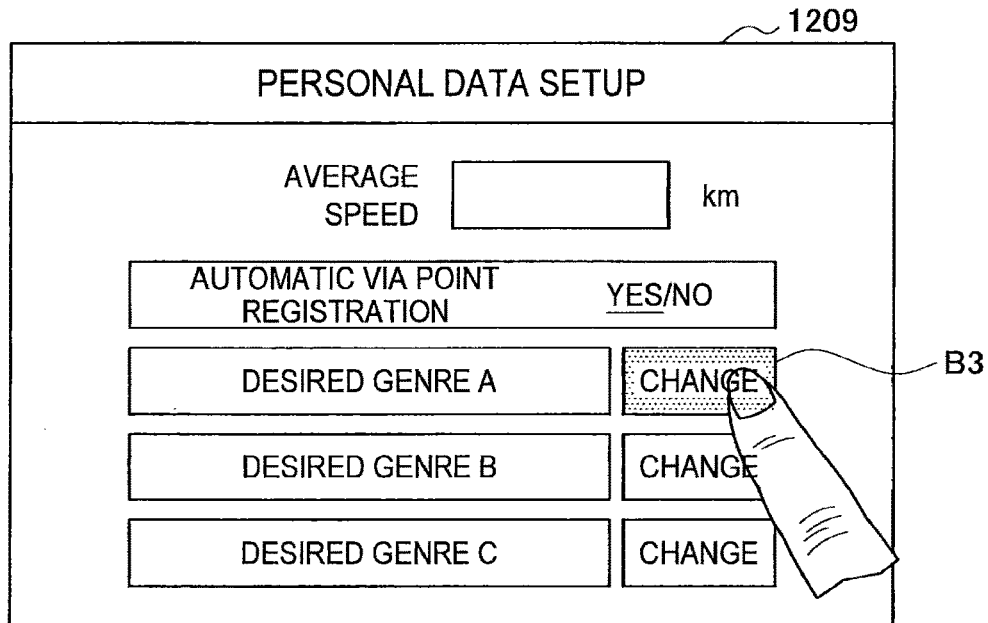 1209
PERSONAL DATA SETUP
AVERAGE
SPEED
km
AUTOMATIC VIA POINT
REGISTRATION
YES/NO
DESIRED GENRE A
CHANGE
B3
DESIRED GENRE B
CHANGE
DESIRED GENRE C
CHANGE